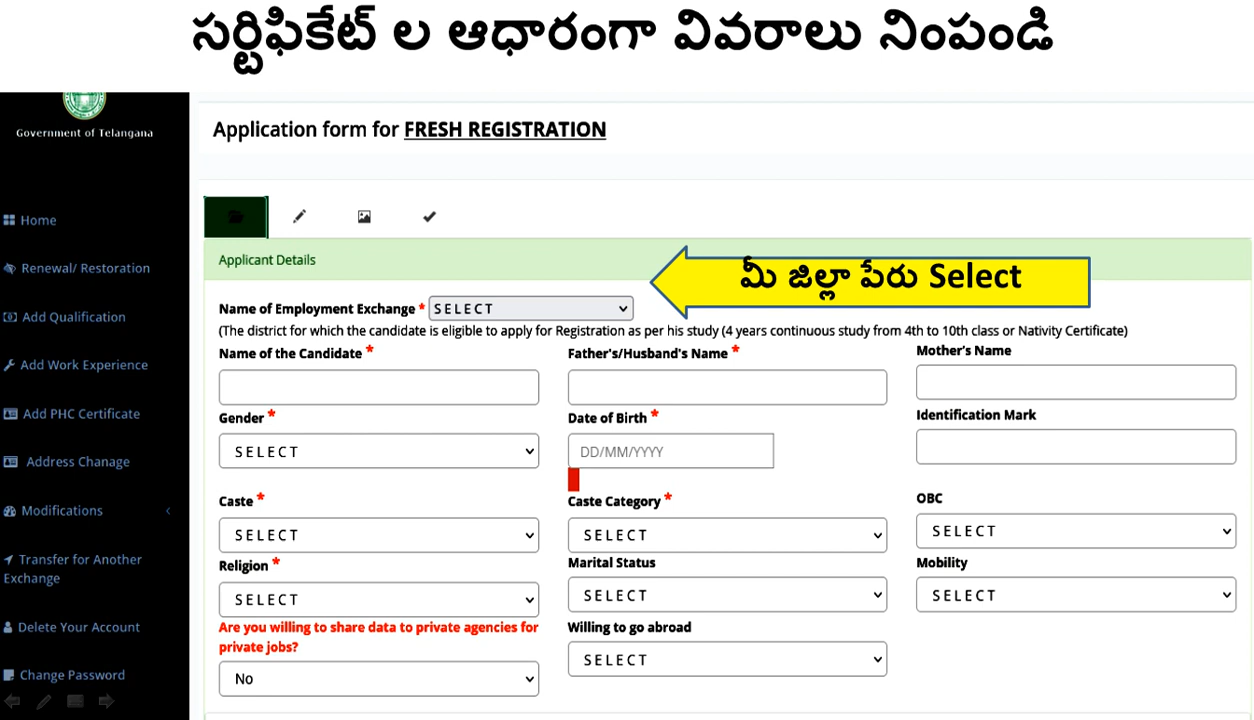 సర్టిఫికేట్ ల ఆధారంగా వివరాలు నింపండి
Government of Telangana
Home
Renewal/ Restoration
Add Qualification
Add Work Experience
Add PHC Certificate
Address Chanage
Modifications <
Transfer for Another
Exchange
Delete Your Account
Change Password
Application form for FRESH REGISTRATION
Applicant Details
మీ జిల్లా పేరు Select
Name of Employment Exchange * SELECT
(The district for which the candidate is eligible to apply for Registration as per his study (4 years continuous study from 4th to 10th class or Nativity Certificate)
Name of the Candidate * Father's/Husband's Name * Mother's Name
Gender * Date of Birth * Identification Mark
SELECT DD/MM/YYYY
Caste * Caste Category * OBC
SELECT SELECT SELECT
Religion * Marital Status Mobility
SELECT SELECT SELECT
Are you willing to share data to private agencies for Willing to go abroad
private jobs?
No SELECT